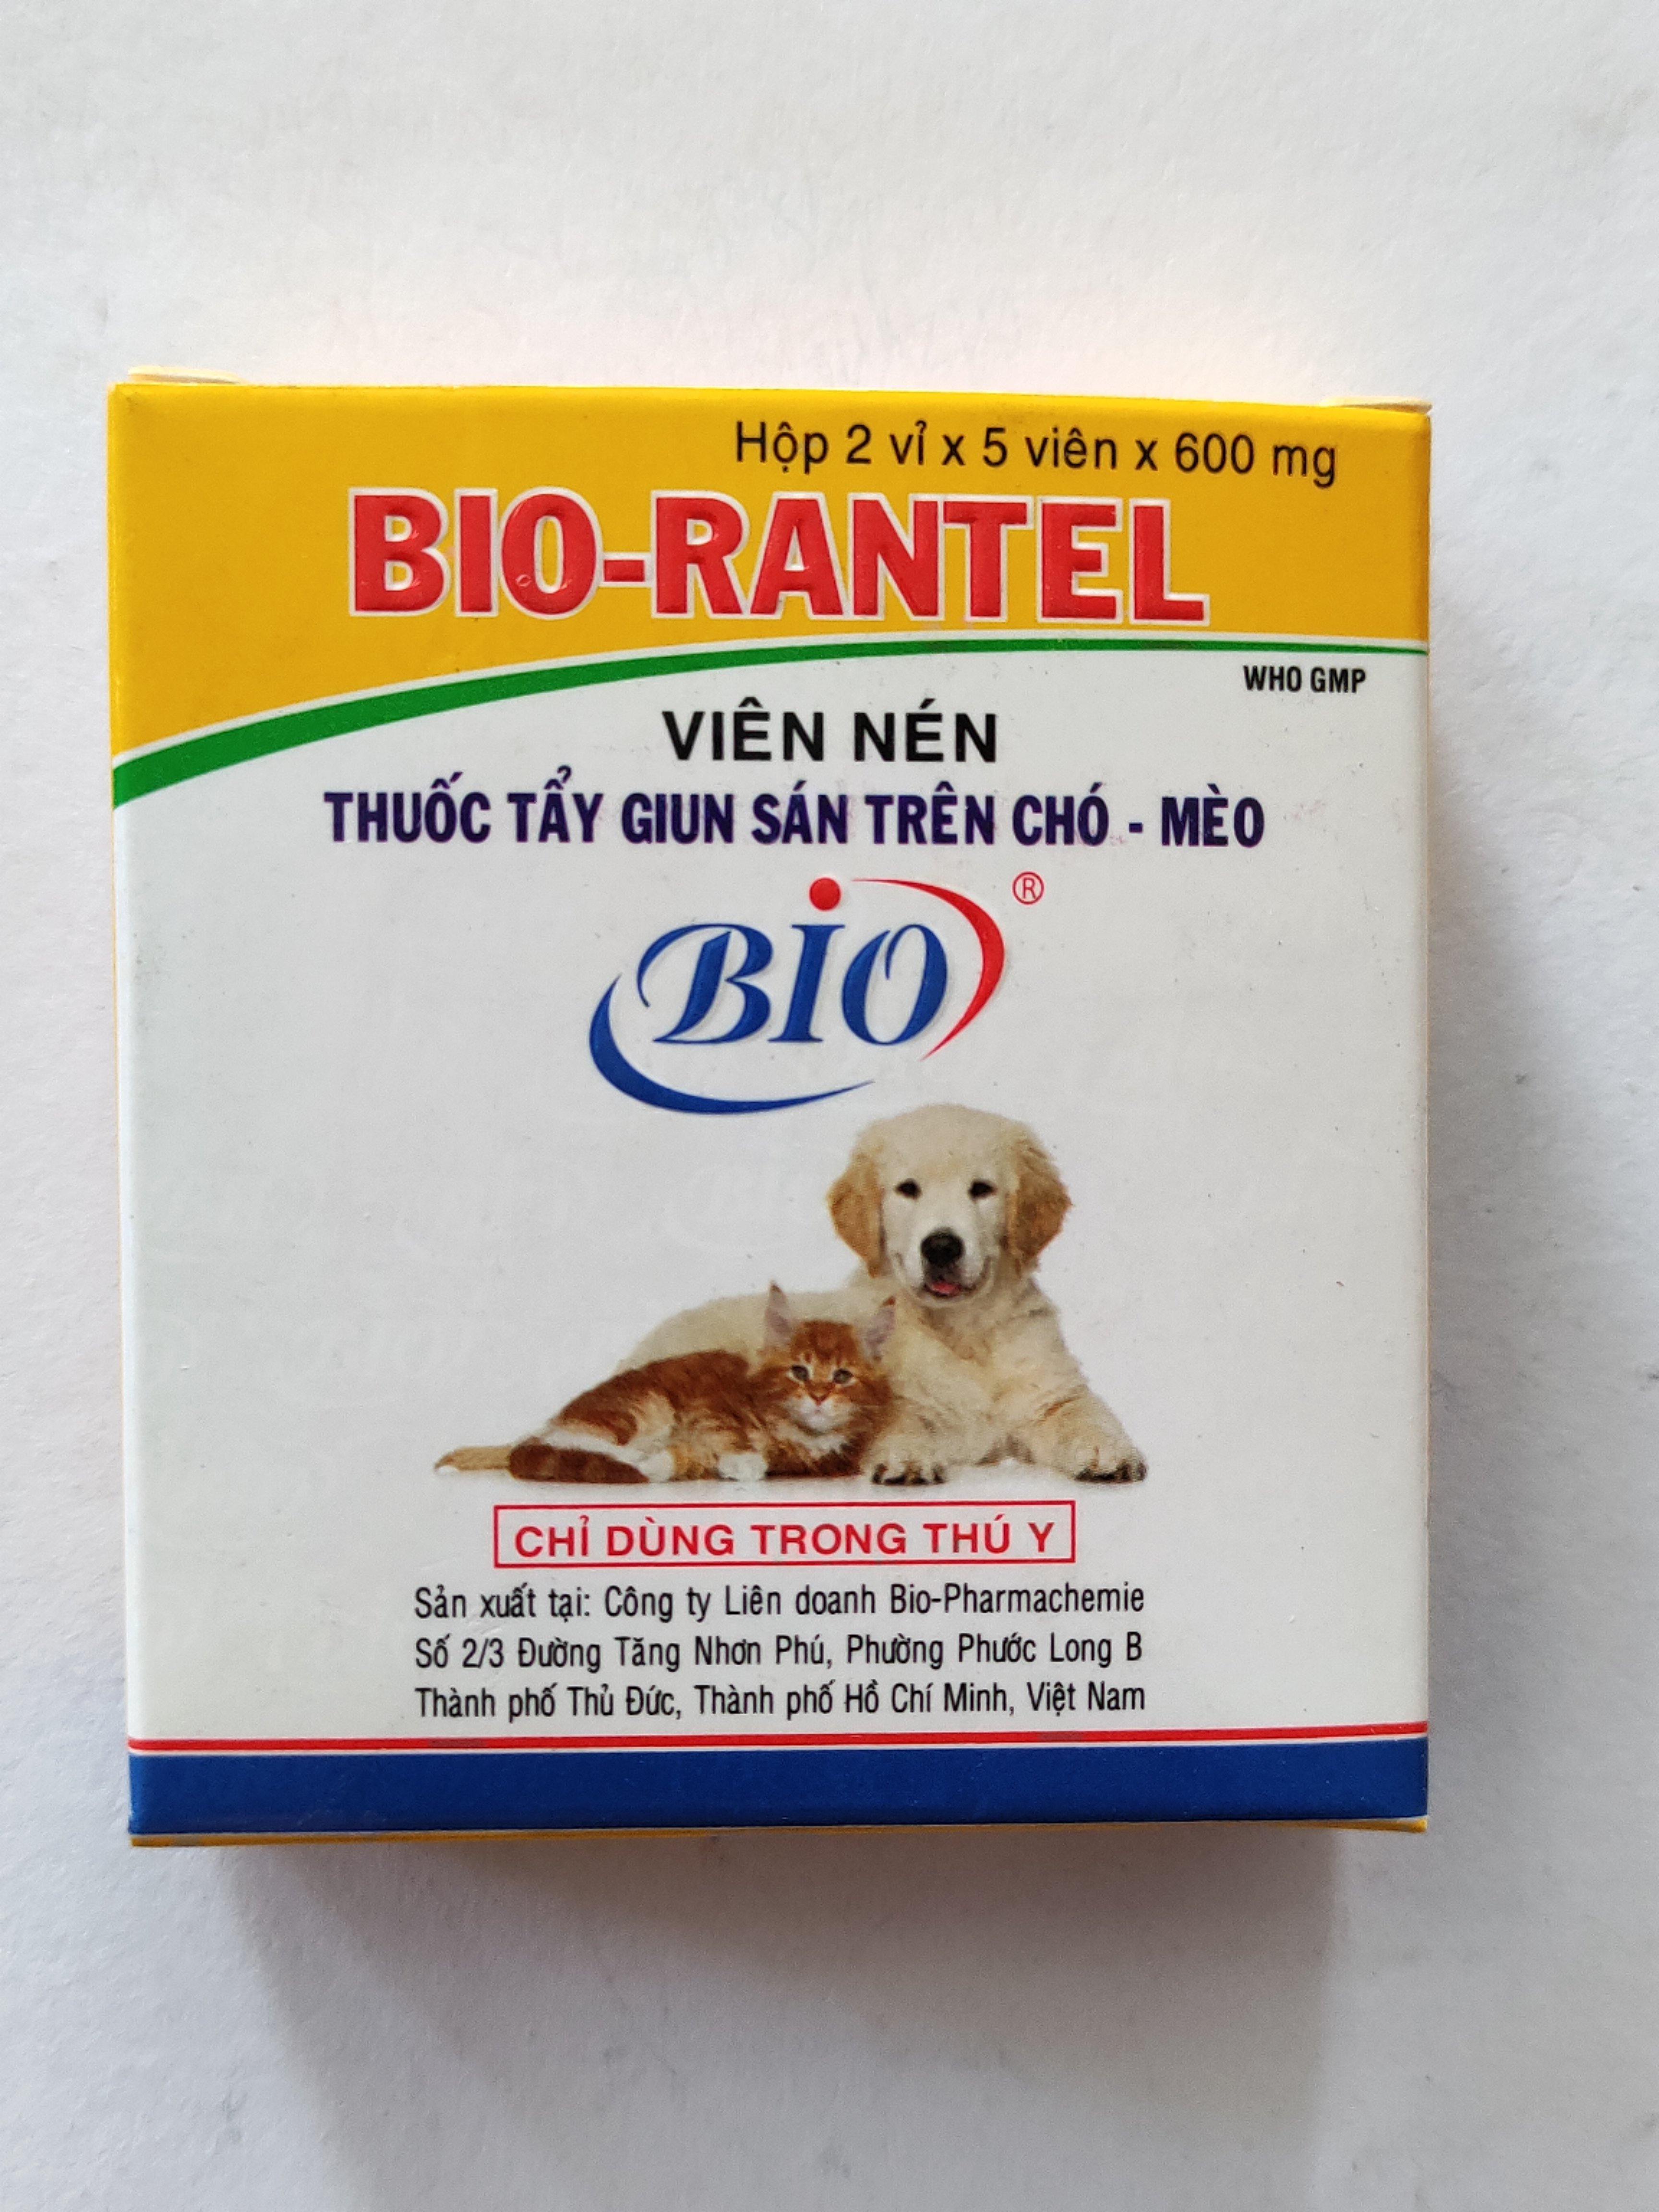 Hộp 2 vỉ x 5 viên x 600 mg
BIO-RANTEL
WHO GMP
VIÊN NÉN
THUỐC TẨY GIUN SÁN TRÊN CHÓ - MÈO
BIO ®
CHỈ DÙNG TRONG THÚ Y
Sản xuất tại: Công ty Liên doanh Bio-Pharmachemie
Số 2/3 Đường Tăng Nhơn Phú, Phường Phước Long B
Thành phố Thủ Đức, Thành phố Hồ Chí Minh, Việt Nam